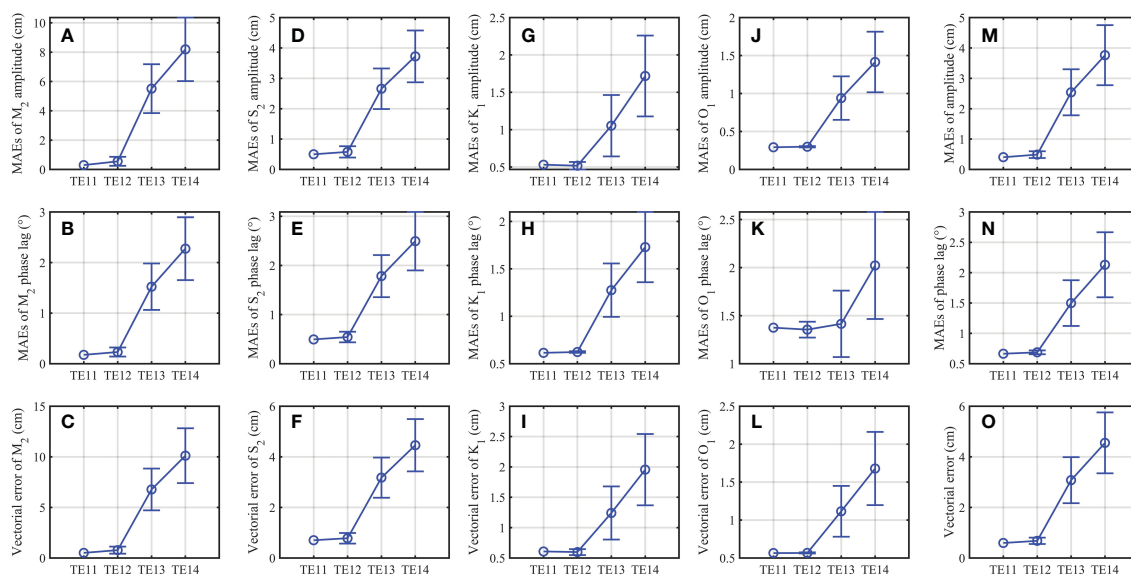 A
MAEs of M2 amplitude (cm)
10
8
6
4
2
0
TE11 TE12 TE13 TE14
D
MAEs of S2 amplitude (cm)
5
4
3
2
1
0
TE11 TE12 TE13 TE14
G
MAEs of K1 amplitude (cm)
2.5
2
1.5
1
0.5
TE11 TE12 TE13 TE14
J
MAEs of O1 amplitude (cm)
2
1.5
1
0.5
0
TE11 TE12 TE13 TE14
M
MAEs of amplitude (cm)
5
4
3
2
1
0
TE11 TE12 TE13 TE14
B
MAEs of M2 phase lag (°)
3
2
1
0
TE11 TE12 TE13 TE14
E
MAEs of S2 phase lag (°)
3
2
1
0
TE11 TE12 TE13 TE14
H
MAEs of K1 phase lag (°)
2
1.5
1
0.5
TE11 TE12 TE13 TE14
K
MAEs of O1 phase lag (°)
2.5
2
1.5
1
TE11 TE12 TE13 TE14
N
MAEs of phase lag (°)
3
2.5
2
1.5
1
0.5
TE11 TE12 TE13 TE14
C
Vectorial error of M2 (cm)
15
10
5
0
TE11 TE12 TE13 TE14
F
Vectorial error of S2 (cm)
6
5
4
3
2
1
0
TE11 TE12 TE13 TE14
I
Vectorial error of K1 (cm)
3
2.5
2
1.5
1
0.5
TE11 TE12 TE13 TE14
L
Vectorial error of O1 (cm)
2.5
2
1.5
1
0.5
TE11 TE12 TE13 TE14
O
Vectorial error (cm)
6
4
2
0
TE11 TE12 TE13 TE14